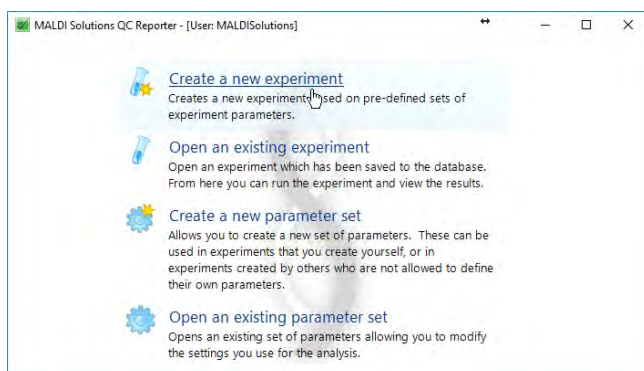 MALDI Solutions QC Reporter - [User: MALDISolutions]
Create a new experiment
Creates a new experiment based on pre-defined sets of
experiment parameters.
Open an existing experiment
Open an experiment which has been saved to the database.
From here you can run the experiment and view the results.
Create a new parameter set
Allows you to create a new set of parameters. These can be
used in experiments that you create yourself, or in
experiments created by others who are not allowed to define
their own parameters.
Open an existing parameter set
Opens an existing set of parameters allowing you to modify
the settings you use for the analysis.